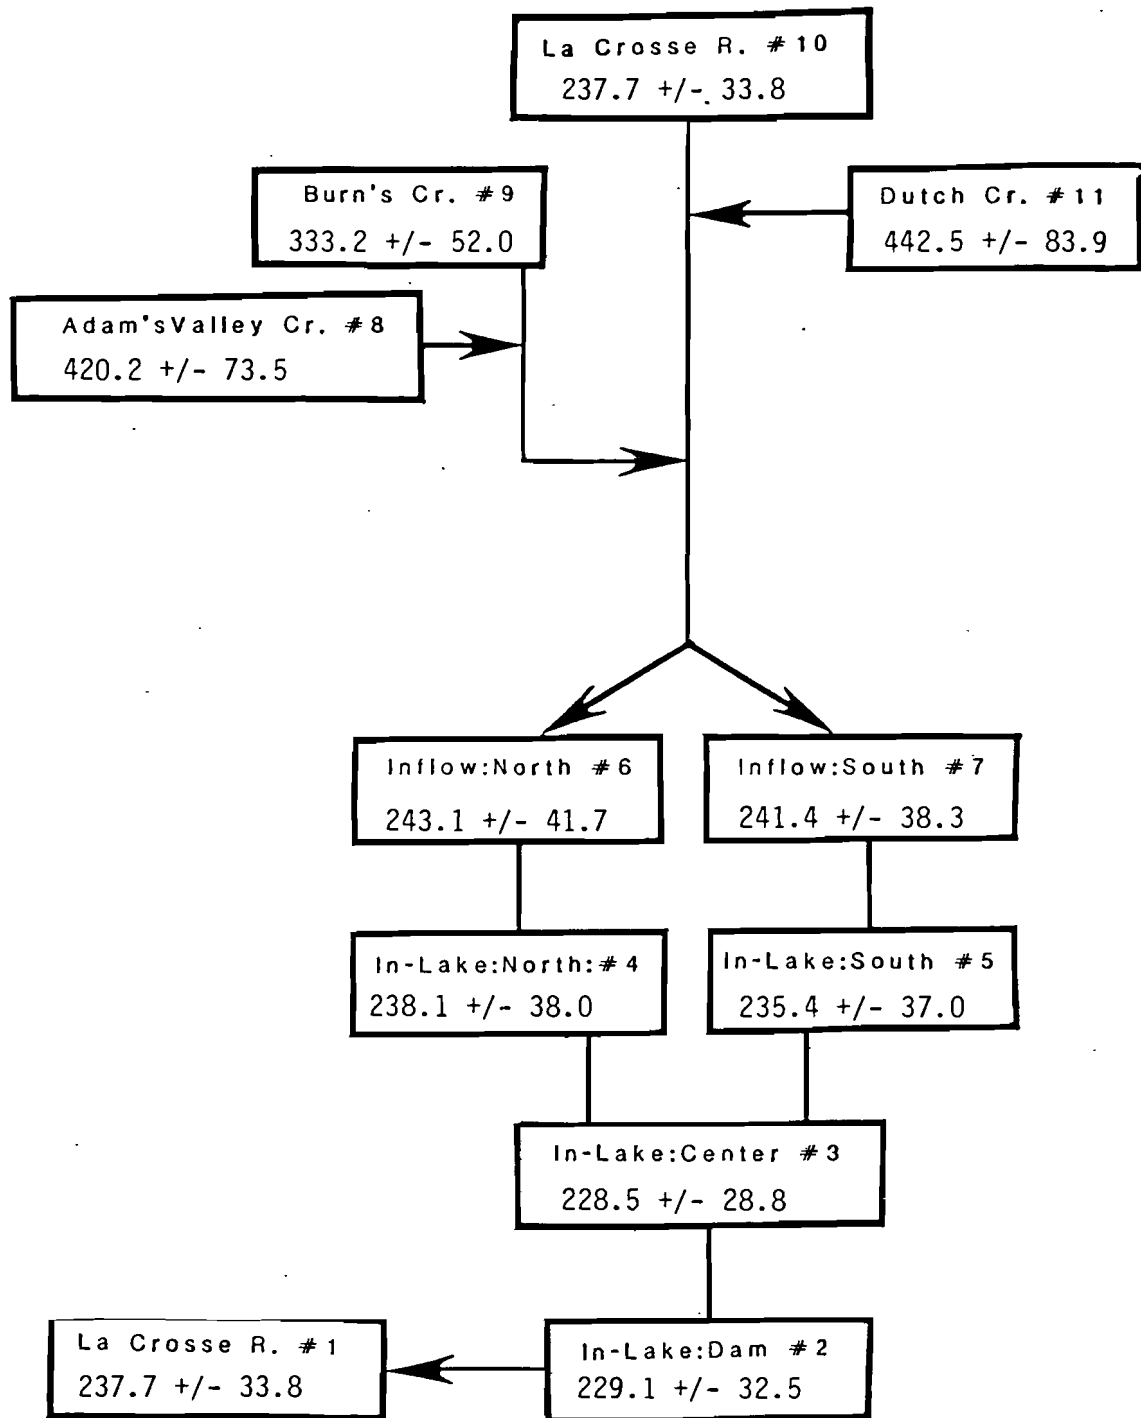 La Crosse R. #10
237.7 +/- 33.8
Burn's Cr. #9
333.2 +/- 52.0
Dutch Cr. #11
442.5 +/- 83.9
Adam'sValley Cr. #8
420.2 +/- 73.5
Inflow:North #6
243.1 +/- 41.7
Inflow:South #7
241.4 +/- 38.3
In-Lake:North:#4
238.1 +/- 38.0
In-Lake:South #5
235.4 +/- 37.0
In-Lake:Center #3
228.5 +/- 28.8
La Crosse R. #1
237.7 +/- 33.8
In-Lake:Dam #2
229.1 +/- 32.5